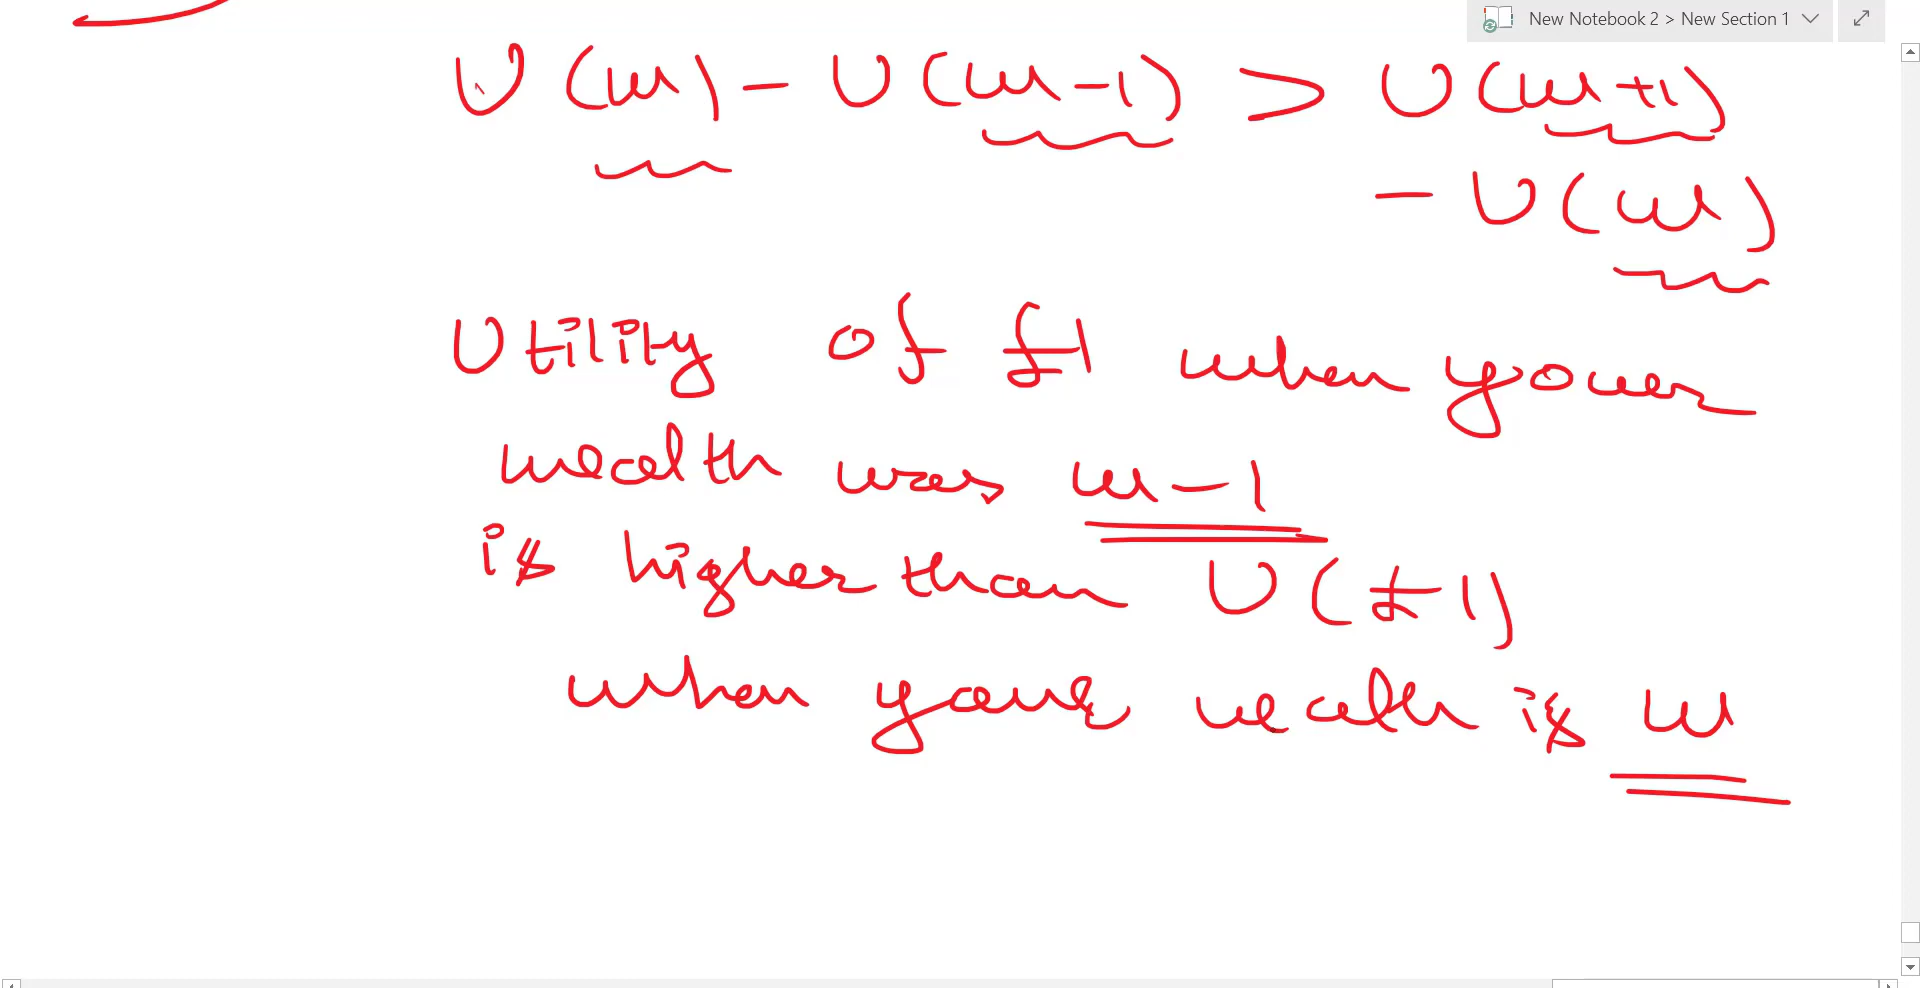 New Notebook 2 > New Section 1
U(w) - U(w-1) > U(w+1)
- U(w)
Utility of £1 when your
wealth was w-1
is higher than U(£1)
when your wealth is w